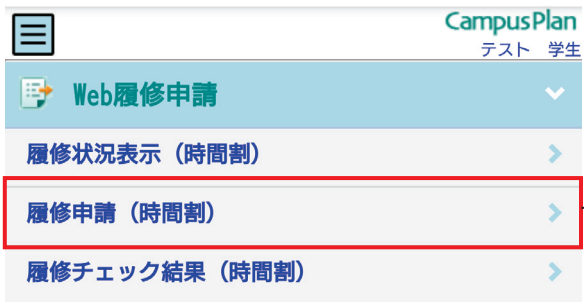 CampusPlan
テスト 学生
Web履修申請
履修状況表示（時間割）
履修申請（時間割）
履修チェック結果（時間割）